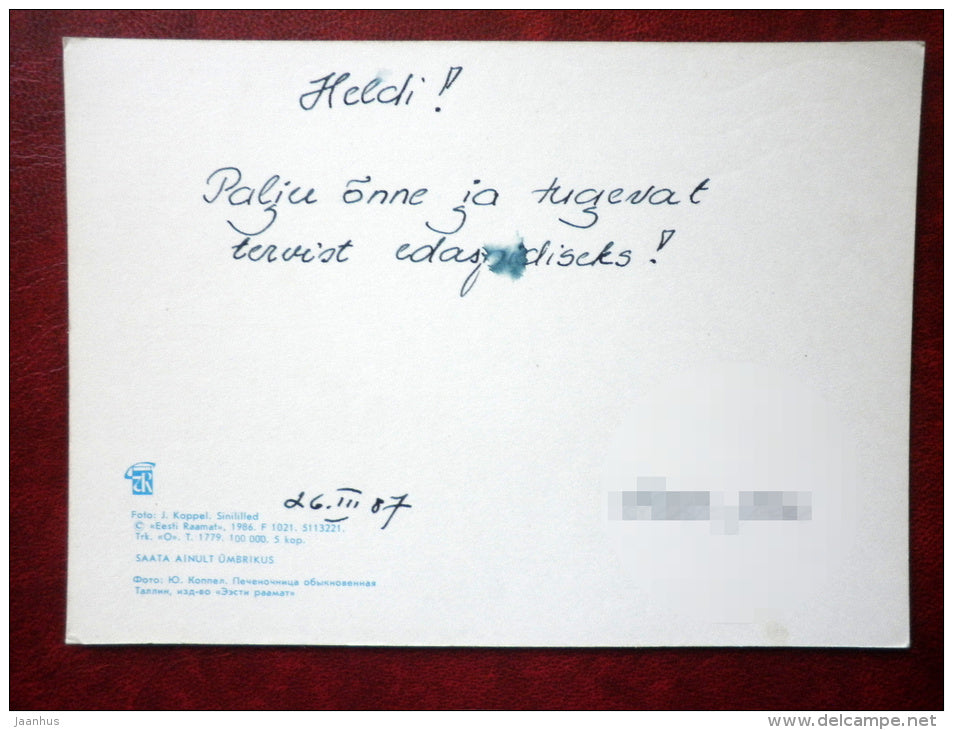 Heldi!
Palju õnne ja tugevat
tervist edaspidiseks!
26.III 87
Foto: J. Koppel. Sinililled
© «Eesti Raamat», 1986. F 1021. 5113221.
Trk. «O». T. 1779. 100 000. 5 kop.
SAATA AINULT ÜMBRIKUS
Фото: Ю. Коппел. Печеночница обыкновенная
Таллин, изд-во «Ээсти раамат»
jaanhus
www.delcampe.net